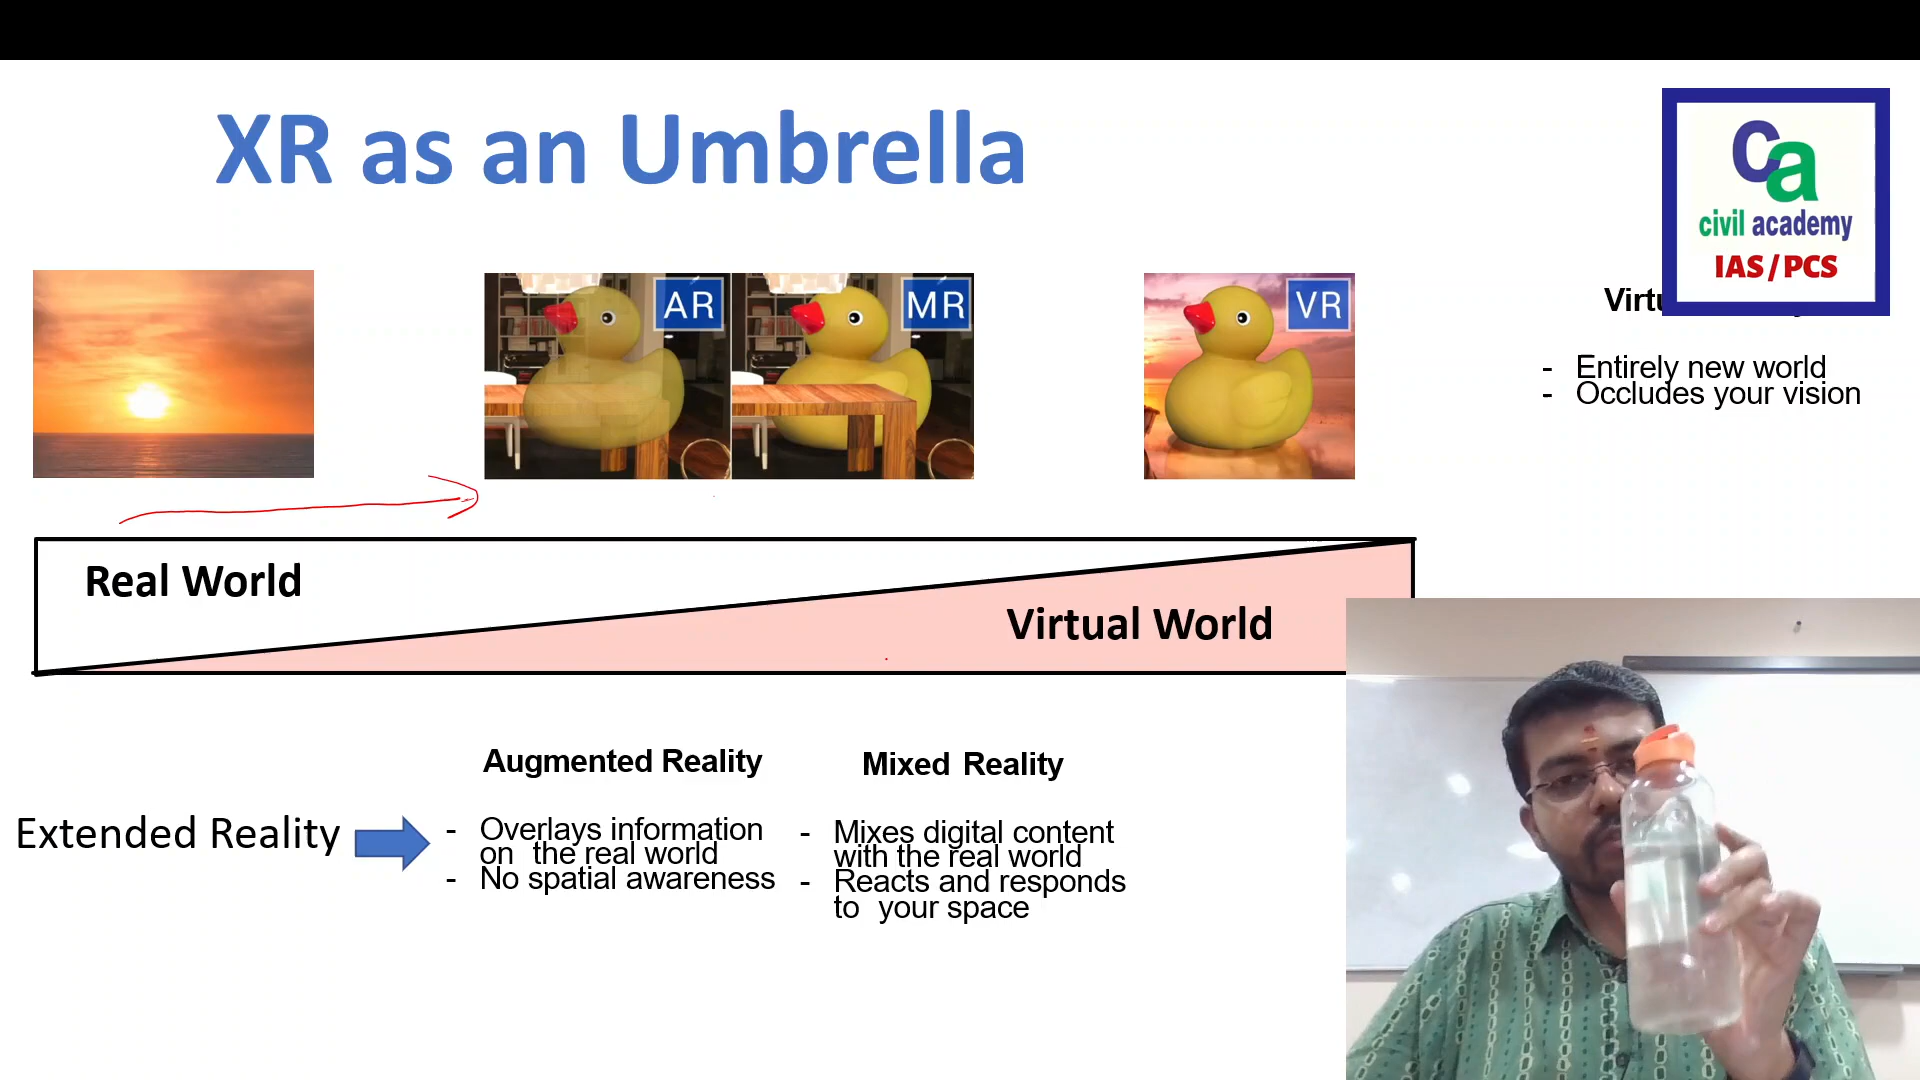 XR as an Umbrella
ca
civil academy
IAS/PCS
AR
MR
VR
- Entirely new world
- Occludes your vision
Real World
Virtual World
Extended Reality
Augmented Reality
- Overlays information
on the real world
- No spatial awareness
Mixed Reality
- Mixes digital content
with the real world
- Reacts and responds
to your space